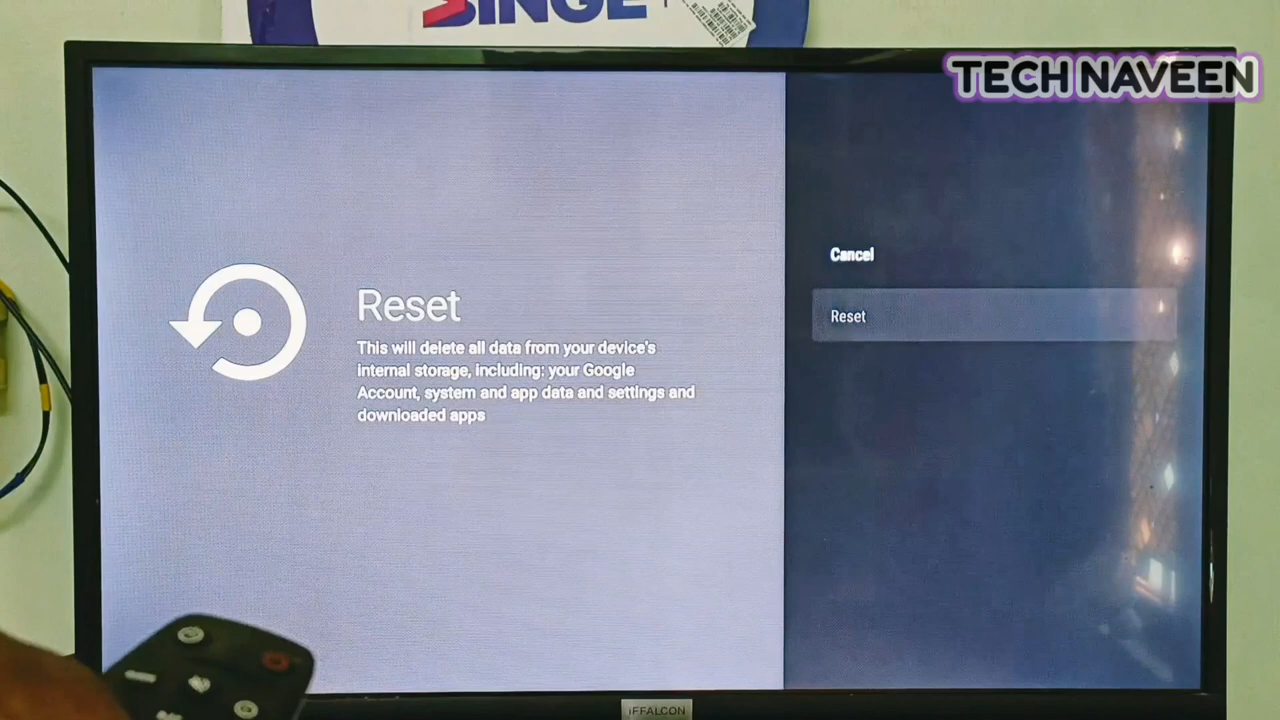 BINGE+
TECH NAVEEN
Cancel
Reset
Reset
This will delete all data from your device's
internal storage, including: your Google
Account, system and app data and settings and
downloaded apps
iFFALCON